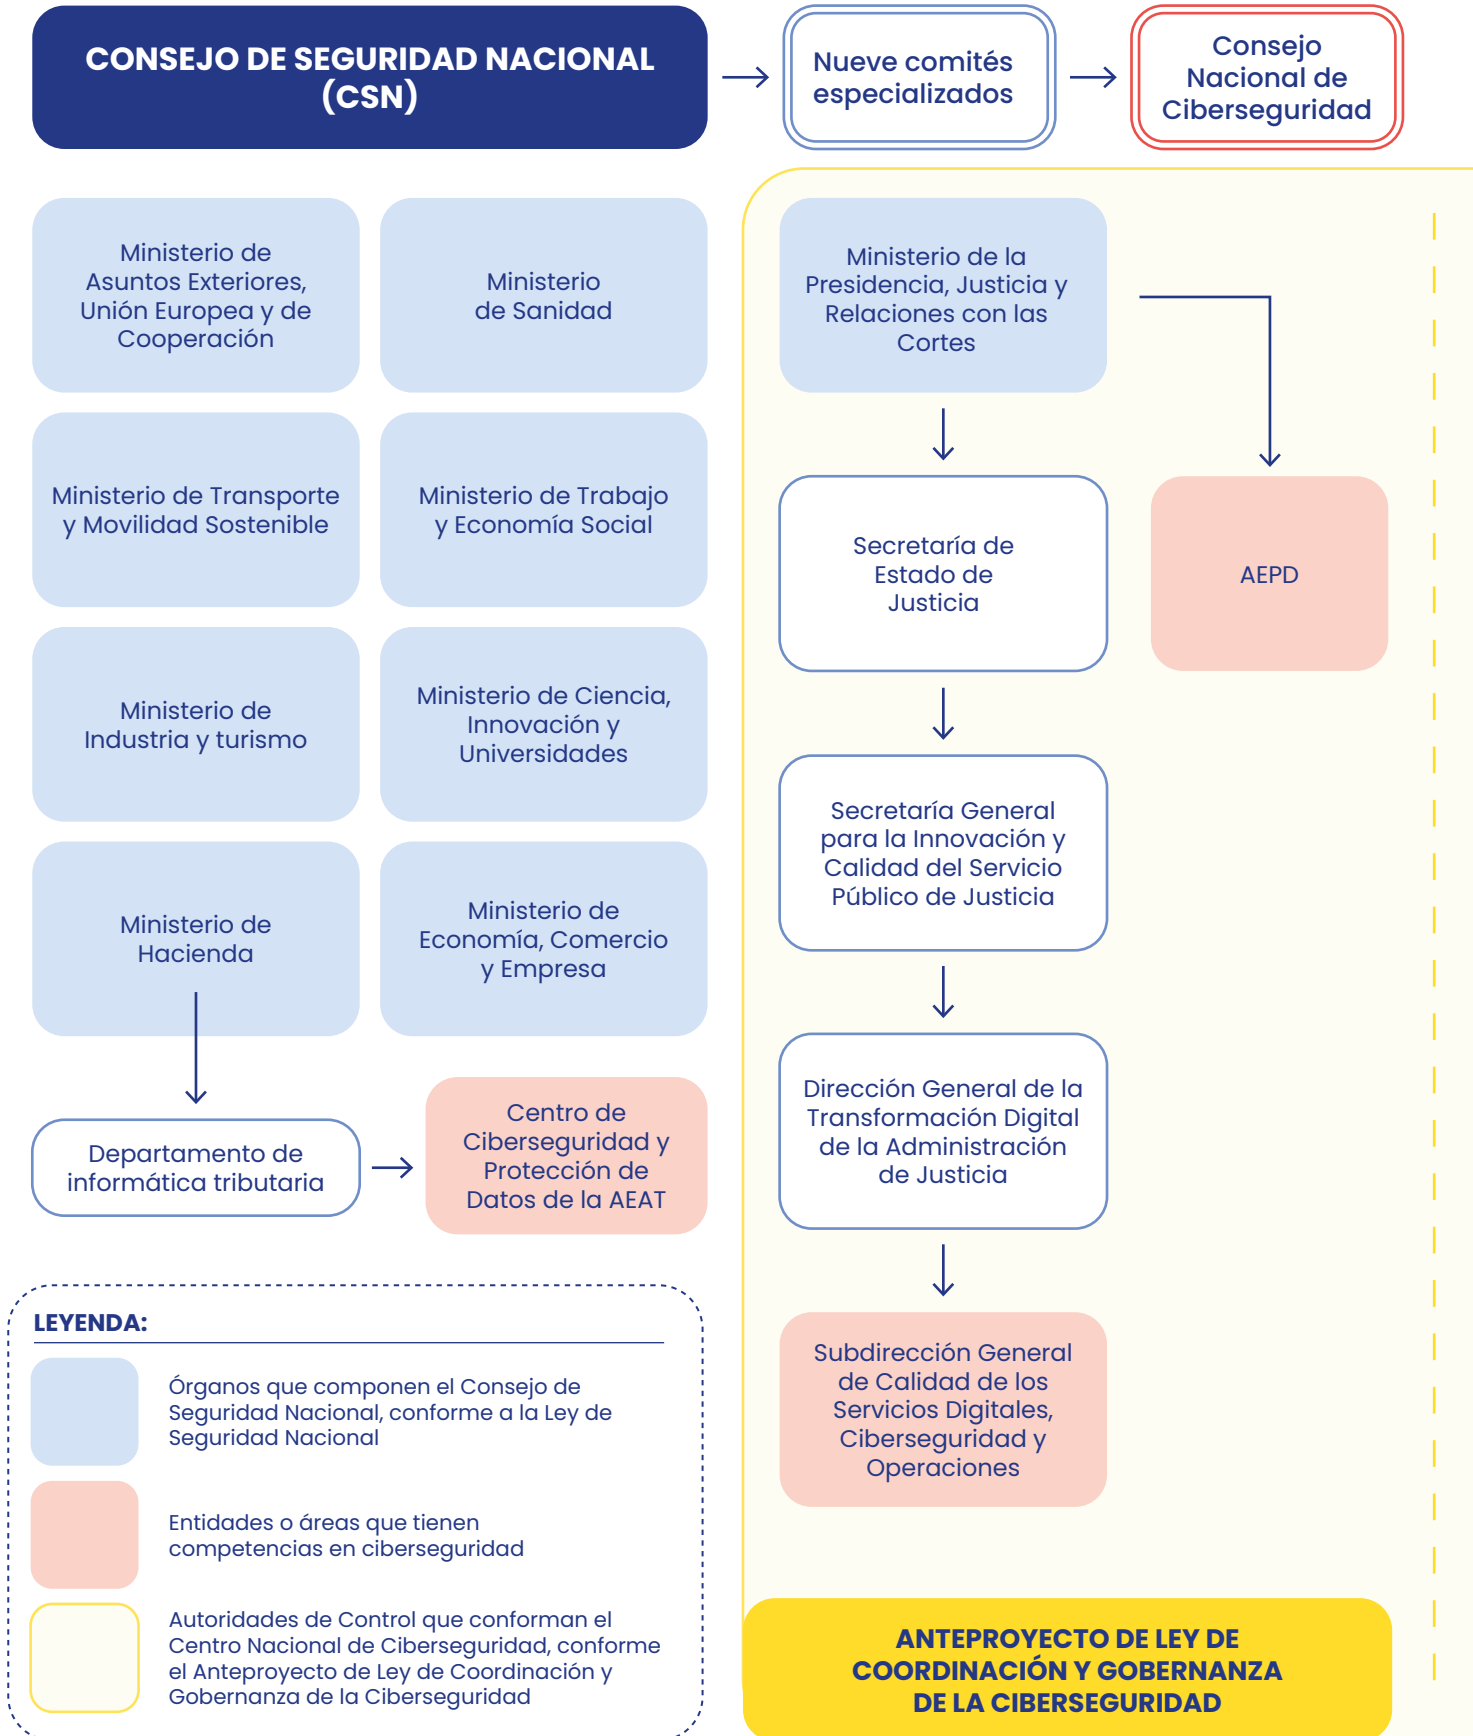 CONSEJO DE SEGURIDAD NACIONAL
(CSN)
Nueve comités
especializados
Consejo
Nacional de
Ciberseguridad
Ministerio de
Asuntos Exteriores,
Unión Europea y de
Cooperación
Ministerio
de Sanidad
Ministerio de Transporte
y Movilidad Sostenible
Ministerio de Trabajo
y Economía Social
Ministerio de
Industria y turismo
Ministerio de Ciencia,
Innovación y
Universidades
Ministerio de
Hacienda
Ministerio de
Economía, Comercio
y Empresa
Departamento de
informática tributaria
Centro de
Ciberseguridad y
Protección de
Datos de la AEAT
Ministerio de la
Presidencia, Justicia y
Relaciones con las
Cortes
Secretaría de
Estado de
Justicia
AEPD
Secretaría General
para la Innovación y
Calidad del Servicio
Público de Justicia
Dirección General de la
Transformación Digital
de la Administración
de Justicia
Subdirección General
de Calidad de los
Servicios Digitales,
Ciberseguridad y
Operaciones
LEYENDA:
Órganos que componen el Consejo de
Seguridad Nacional, conforme a la Ley de
Seguridad Nacional
Entidades o áreas que tienen
competencias en ciberseguridad
Autoridades de Control que conforman el
Centro Nacional de Ciberseguridad, conforme
el Anteproyecto de Ley de Coordinación y
Gobernanza de la Ciberseguridad
ANTEPROYECTO DE LEY DE
COORDINACIÓN Y GOBERNANZA
DE LA CIBERSEGURIDAD